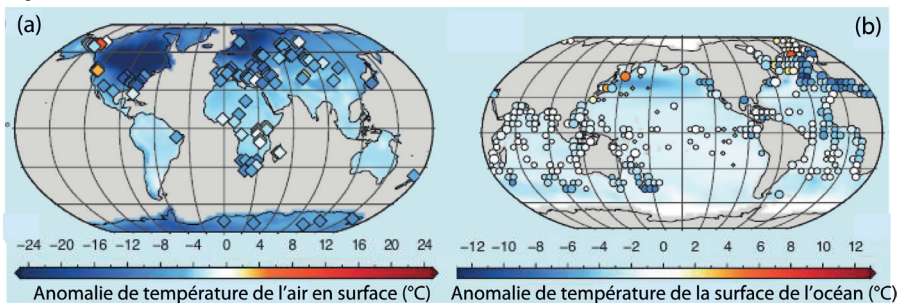 (a)
(b)
−24 −20 −16 −12 −8 −4 0 4 8 12 16 20 24
−12 −10 −8 −6 −4 −2 0 2 4 6 8 10 12
Anomalie de température de l’air en surface (°C)
Anomalie de température de la surface de l’océan (°C)